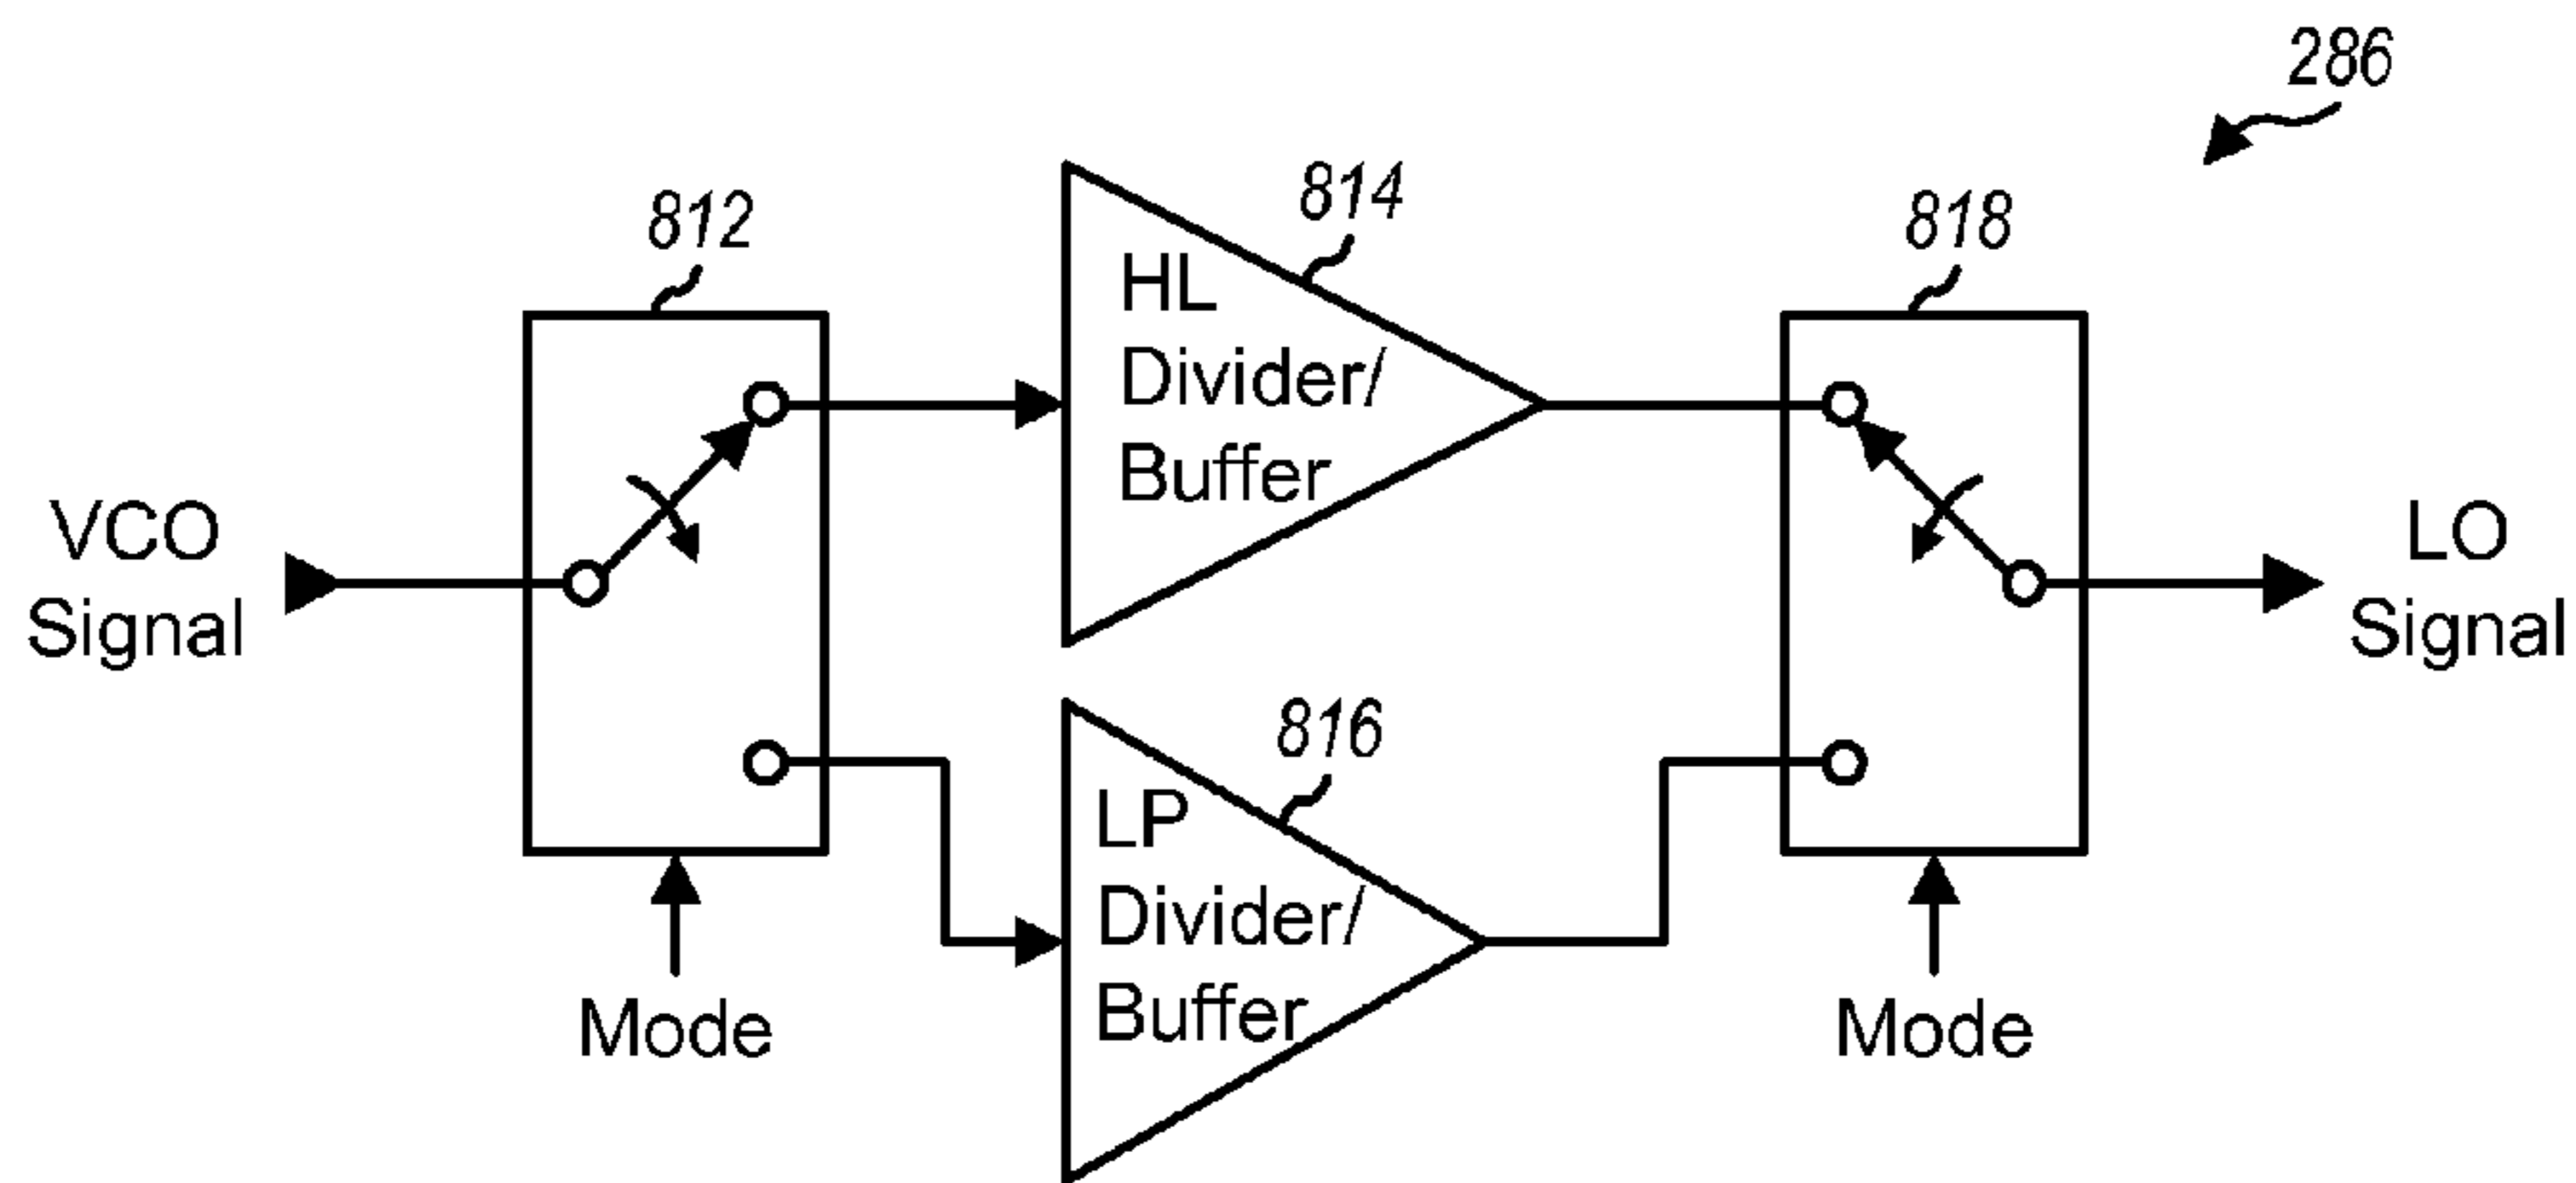 286
812
814
818
HL
Divider/
Buffer
VCO
Signal
LO
Signal
816
LP
Divider/
Buffer
Mode
Mode